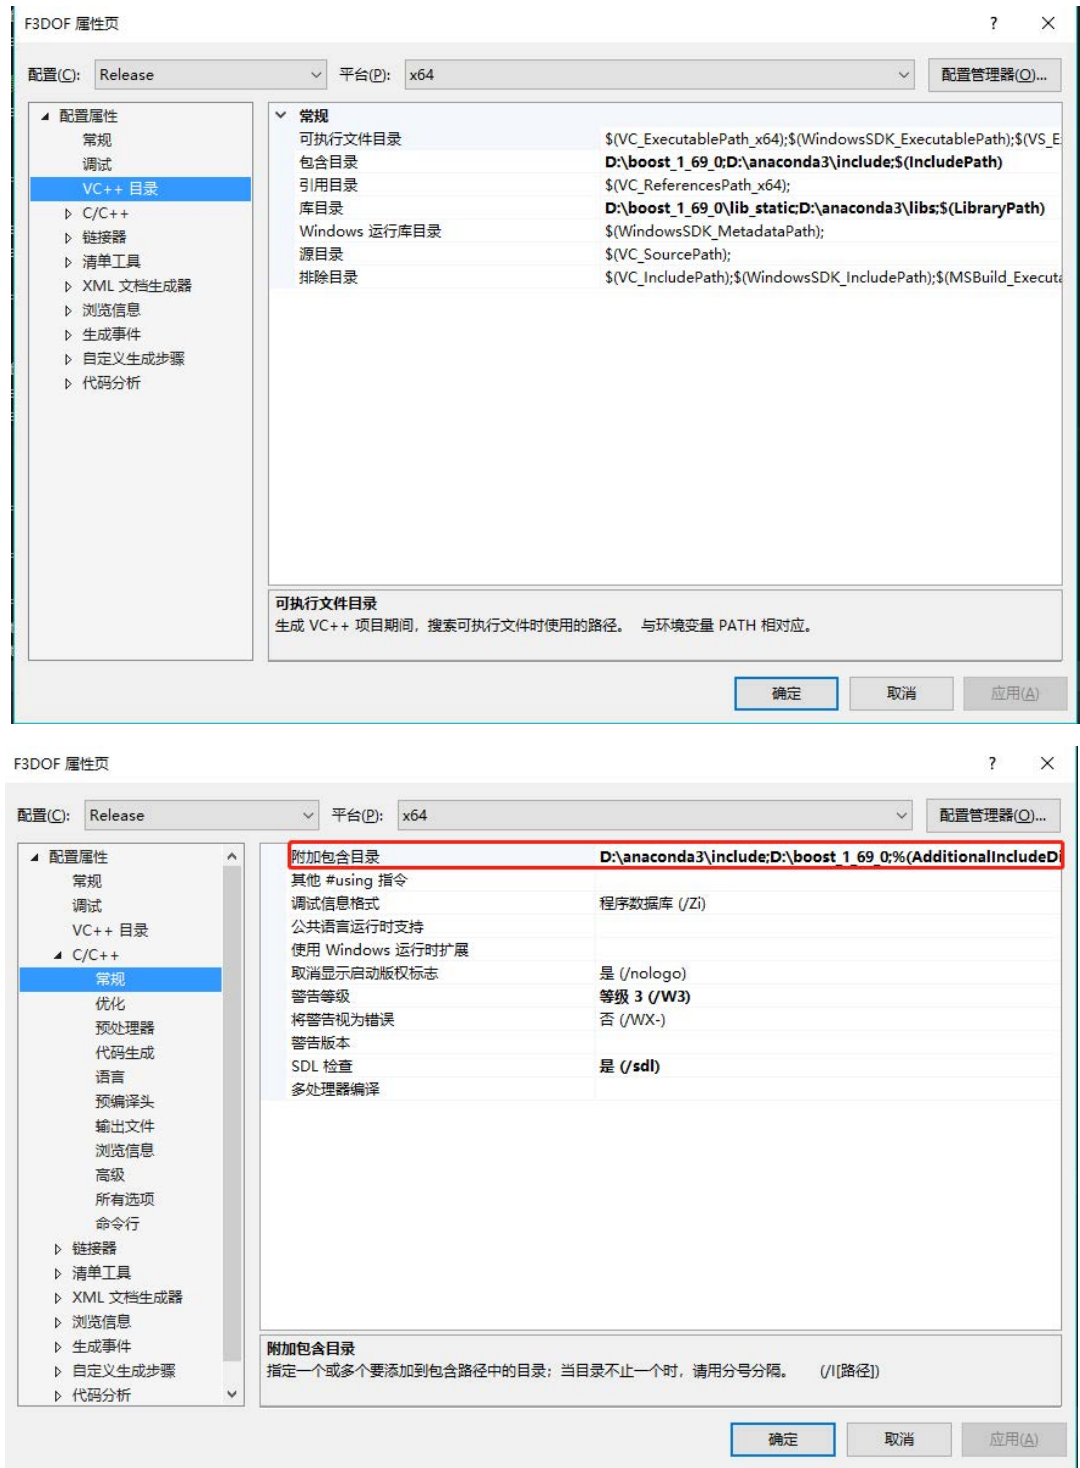 F3DOF 属性页
? ×
配置(C): Release 平台(P): x64 配置管理器(O)...
配置属性
常规
调试
VC++ 目录
C/C++
链接器
清单工具
XML 文档生成器
浏览信息
生成事件
自定义生成步骤
代码分析
常规
可执行文件目录 $(VC_ExecutablePath_x64);$(WindowsSDK_ExecutablePath);$(VS_E
包含目录 D:\boost_1_69_0;D:\anaconda3\include;$(IncludePath)
引用目录 $(VC_ReferencesPath_x64);
库目录 D:\boost_1_69_0\lib_static;D:\anaconda3\libs;$(LibraryPath)
Windows 运行库目录 $(WindowsSDK_MetadataPath);
源目录 $(VC_SourcePath);
排除目录 $(VC_IncludePath);$(WindowsSDK_IncludePath);$(MSBuild_Executa
可执行文件目录
生成 VC++ 项目期间，搜索可执行文件时使用的路径。 与环境变量 PATH 相对应。
确定 取消 应用(A)
F3DOF 属性页
? ×
配置(C): Release 平台(P): x64 配置管理器(O)...
配置属性
常规
调试
VC++ 目录
C/C++
常规
优化
预处理器
代码生成
语言
预编译头
输出文件
浏览信息
高级
所有选项
命令行
链接器
清单工具
XML 文档生成器
浏览信息
生成事件
自定义生成步骤
代码分析
附加包含目录 D:\anaconda3\include;D:\boost_1_69_0;%(AdditionalIncludeDi
其他 #using 指令
调试信息格式 程序数据库 (/Zi)
公共语言运行时支持
使用 Windows 运行时扩展
取消显示启动版权标志 是 (/nologo)
警告等级 等级 3 (/W3)
将警告视为错误 否 (/WX-)
警告版本
SDL 检查 是 (/sdl)
多处理器编译
附加包含目录
指定一个或多个要添加到包含路径中的目录；当目录不止一个时，请用分号分隔。 (/I[路径])
确定 取消 应用(A)